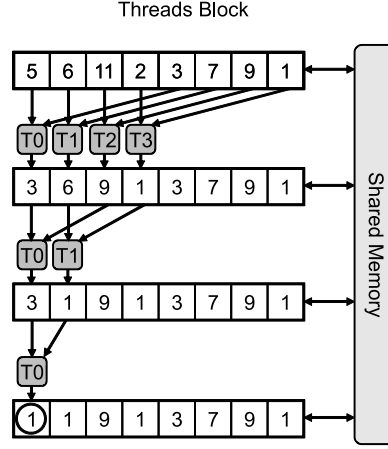 Threads Block
5 6 11 2 3 7 9 1
T0 T1 T2 T3
3 6 9 1 3 7 9 1
T0 T1
3 1 9 1 3 7 9 1
T0
1 1 9 1 3 7 9 1
Shared Memory